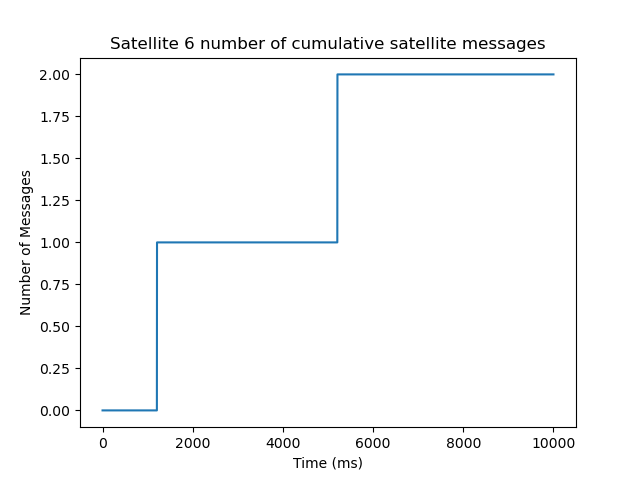 Satellite 6 number of cumulative satellite messages
2.00
1.75
1.50
1.25
1.00
0.75
0.50
0.25
0.00
Number of Messages
0 2000 4000 6000 8000 10000
Time (ms)